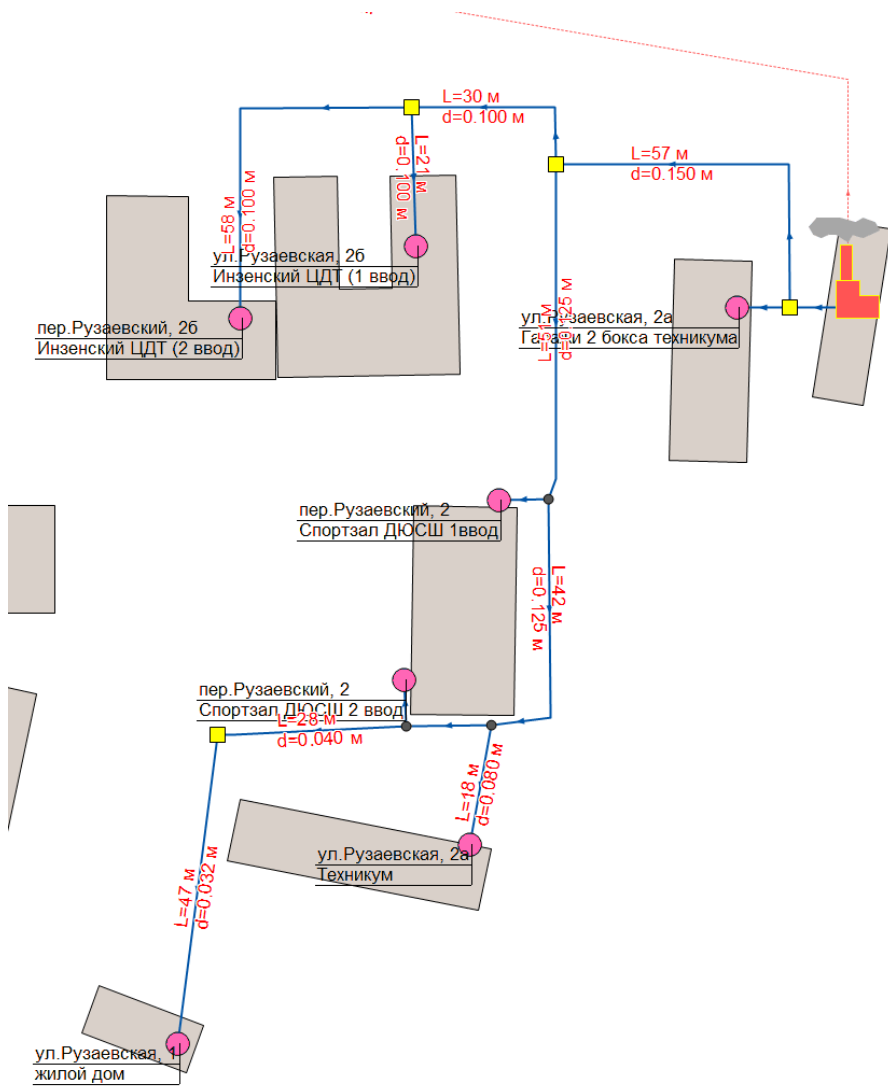 L=30 м
d=0.100 м
L=57 м
d=0.150 м
L=21 м
d=0.100 м
L=58 м
d=0.100 м
ул.Рузаевская, 2б
Инзенский ЦДТ (1 ввод)
пер.Рузаевский, 2б
Инзенский ЦДТ (2 ввод)
L=51 м
d=0.125 м
ул.Рузаевская, 2а
Гаражи 2 бокса техникума
пер.Рузаевский, 2
Спортзал ДЮСШ 1ввод
L=42 м
d=0.125 м
пер.Рузаевский, 2
Спортзал ДЮСШ 2 ввод
L=28 м
d=0.040 м
L=18 м
d=0.080 м
ул.Рузаевская, 2а
Техникум
L=47 м
d=0.032 м
ул.Рузаевская, 1
жилой дом